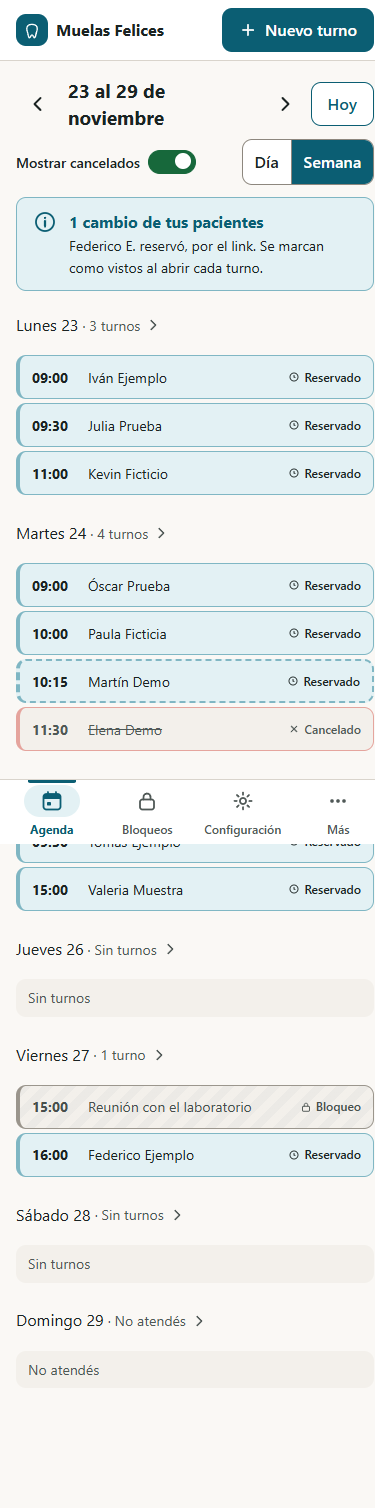 Muelas Felices
+ Nuevo turno
23 al 29 de
noviembre
Hoy
Mostrar cancelados
Día
Semana
1 cambio de tus pacientes
Federico E. reservó, por el link. Se marcan
como vistos al abrir cada turno.
Lunes 23 · 3 turnos
09:00 Iván Ejemplo Reservado
09:30 Julia Prueba Reservado
11:00 Kevin Ficticio Reservado
Martes 24 · 4 turnos
09:00 Óscar Prueba Reservado
10:00 Paula Ficticia Reservado
10:15 Martín Demo Reservado
11:30 Elena Demo Cancelado
Agenda
Bloqueos
Configuración
Más
09:30 Tomás Ejemplo Reservado
15:00 Valeria Muestra Reservado
Jueves 26 · Sin turnos
Sin turnos
Viernes 27 · 1 turno
15:00 Reunión con el laboratorio Bloqueo
16:00 Federico Ejemplo Reservado
Sábado 28 · Sin turnos
Sin turnos
Domingo 29 · No atendés
No atendés